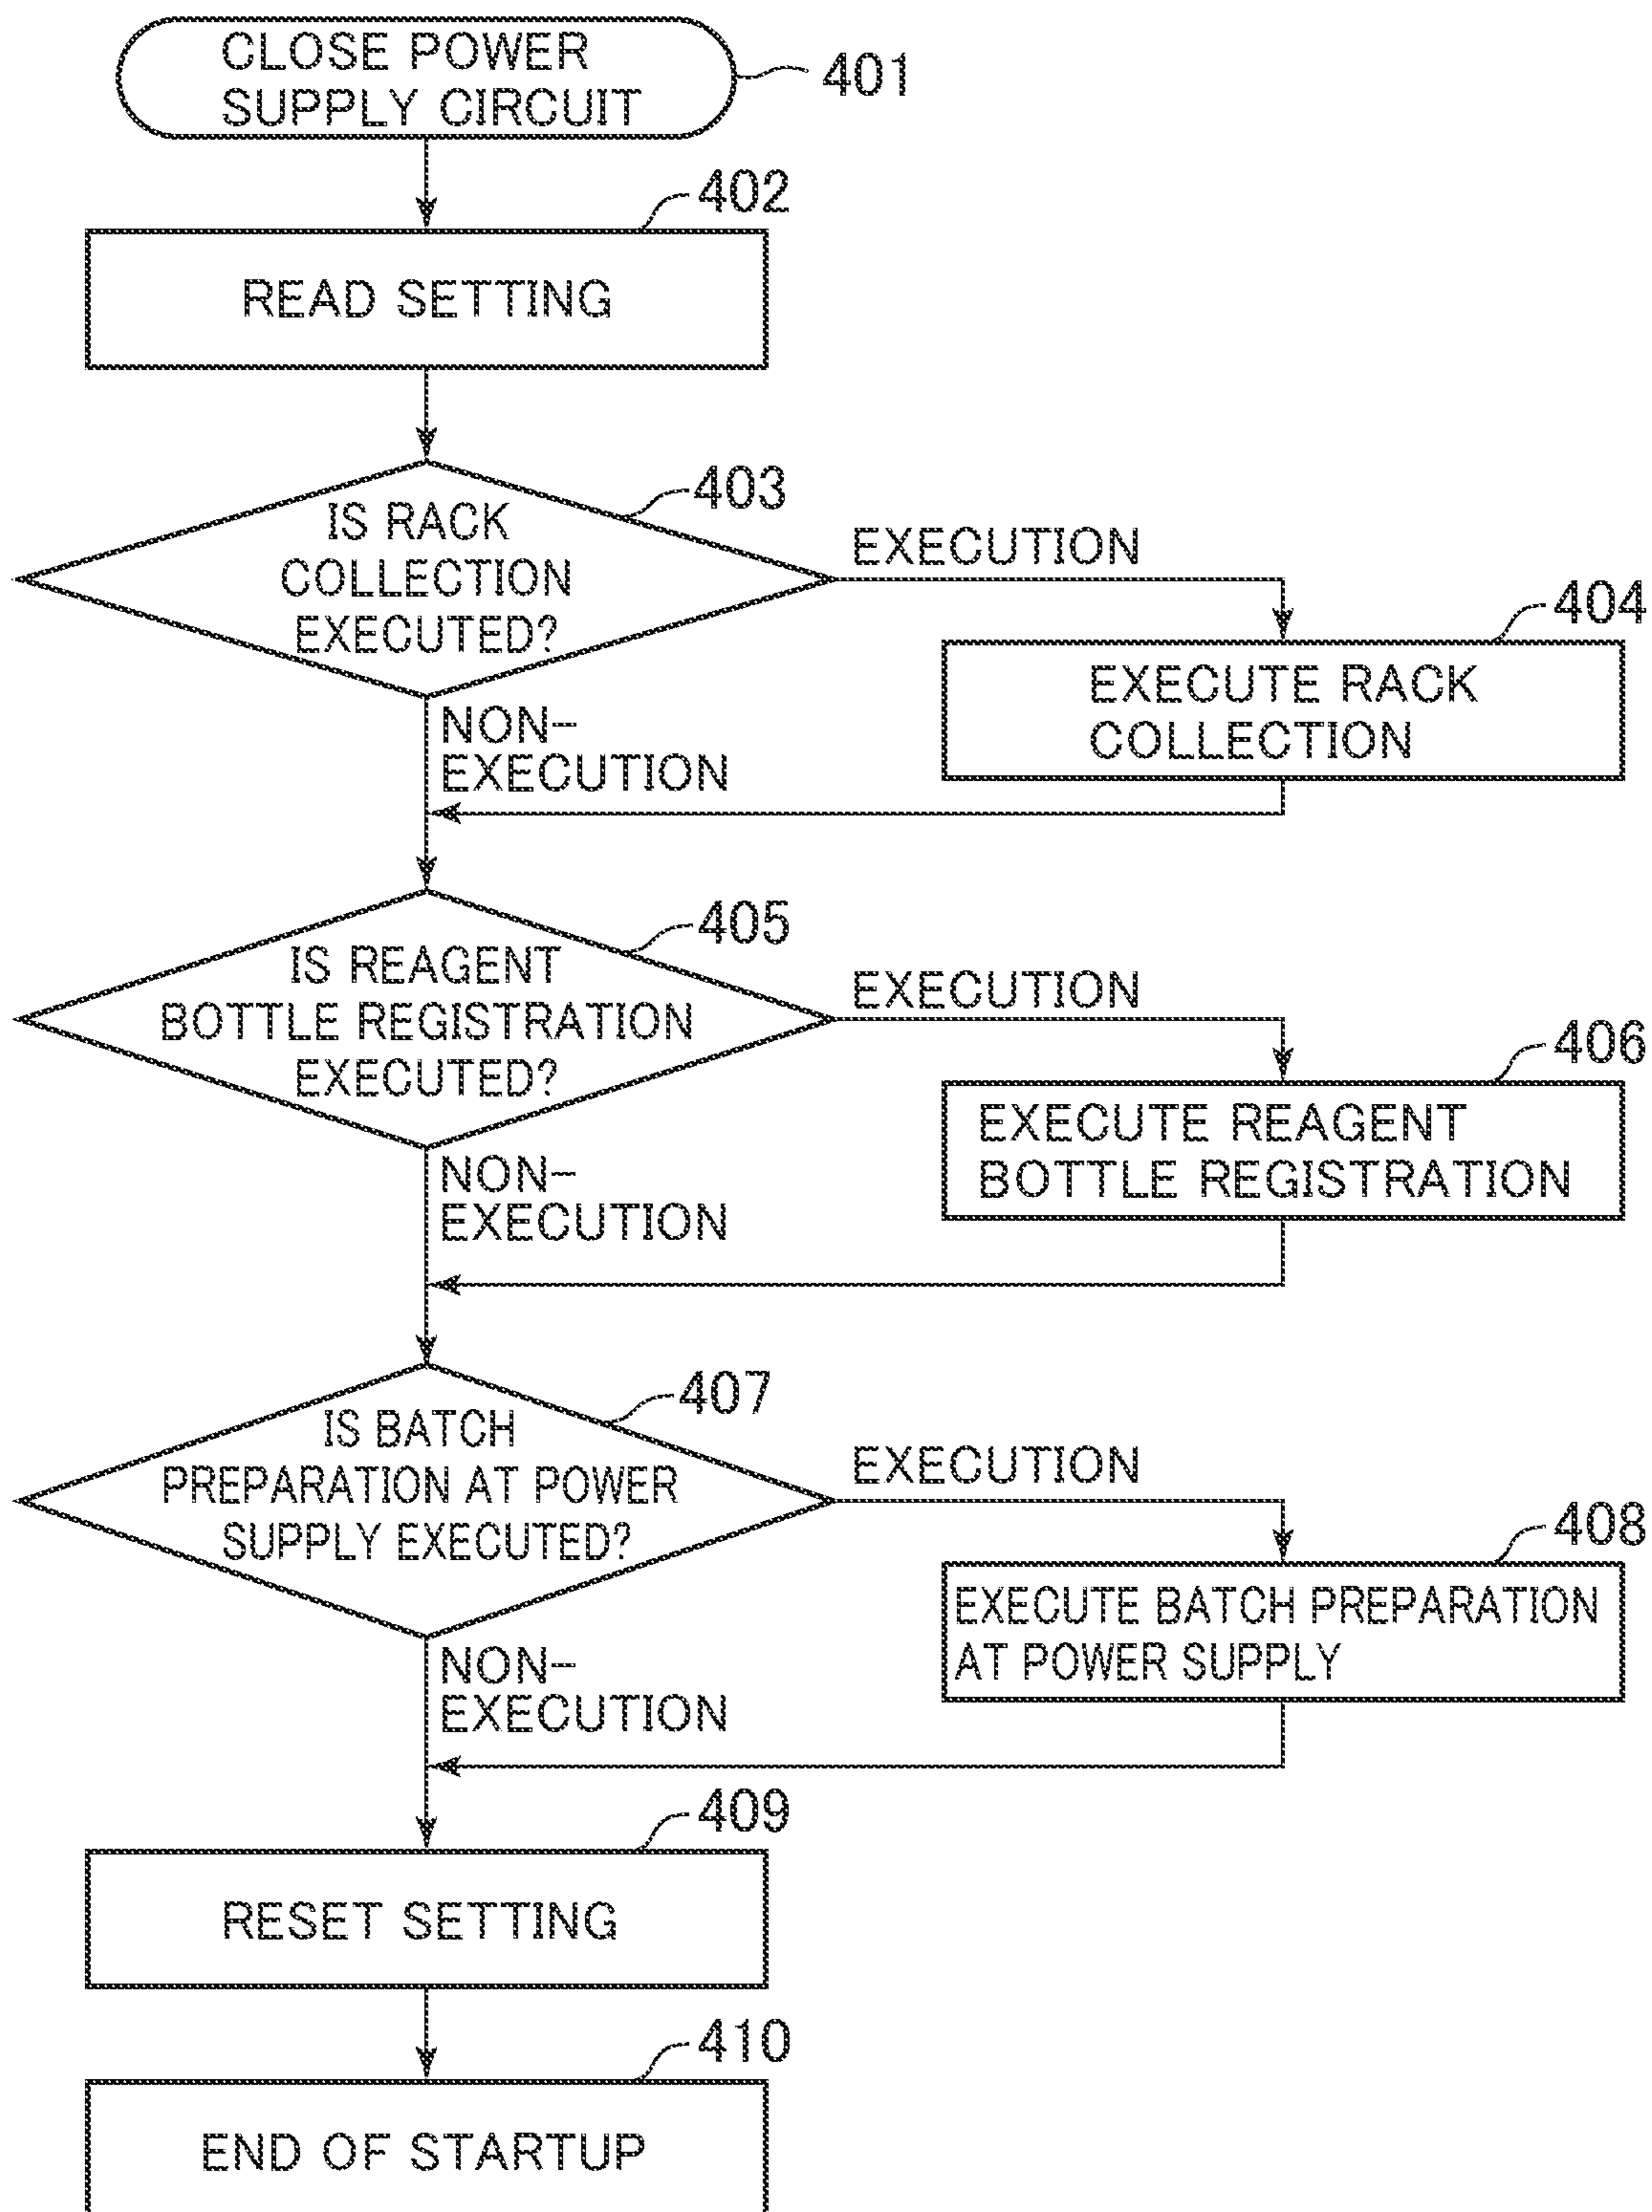 CLOSE POWER
SUPPLY CIRCUIT
401
402
READ SETTING
403
IS RACK
COLLECTION
EXECUTED?
EXECUTION
404
EXECUTE RACK
COLLECTION
NON-
EXECUTION
405
IS REAGENT
BOTTLE REGISTRATION
EXECUTED?
EXECUTION
406
EXECUTE REAGENT
BOTTLE REGISTRATION
NON-
EXECUTION
407
IS BATCH
PREPARATION AT POWER
SUPPLY EXECUTED?
EXECUTION
408
EXECUTE BATCH PREPARATION
AT POWER SUPPLY
NON-
EXECUTION
409
RESET SETTING
410
END OF STARTUP